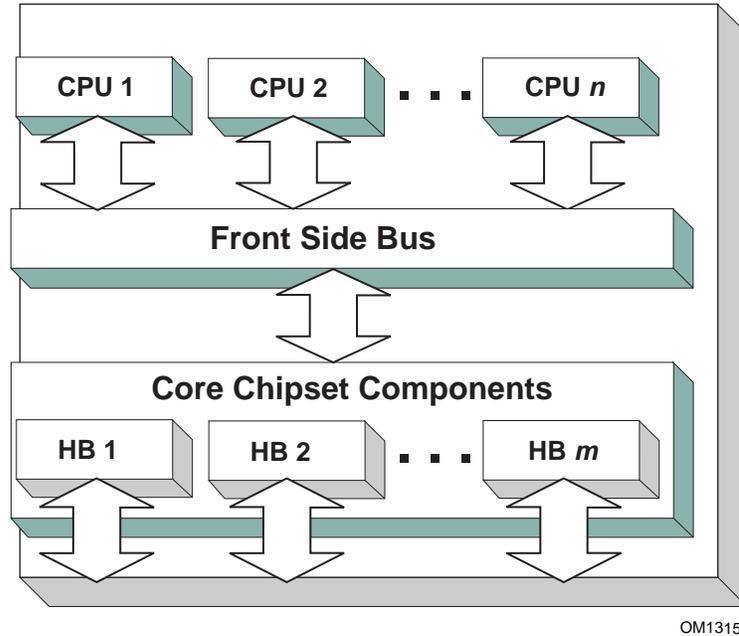 CPU 1
CPU 2
. . .
CPU n
Front Side Bus
Core Chipset Components
HB 1
HB 2
. . .
HB m
OM1315